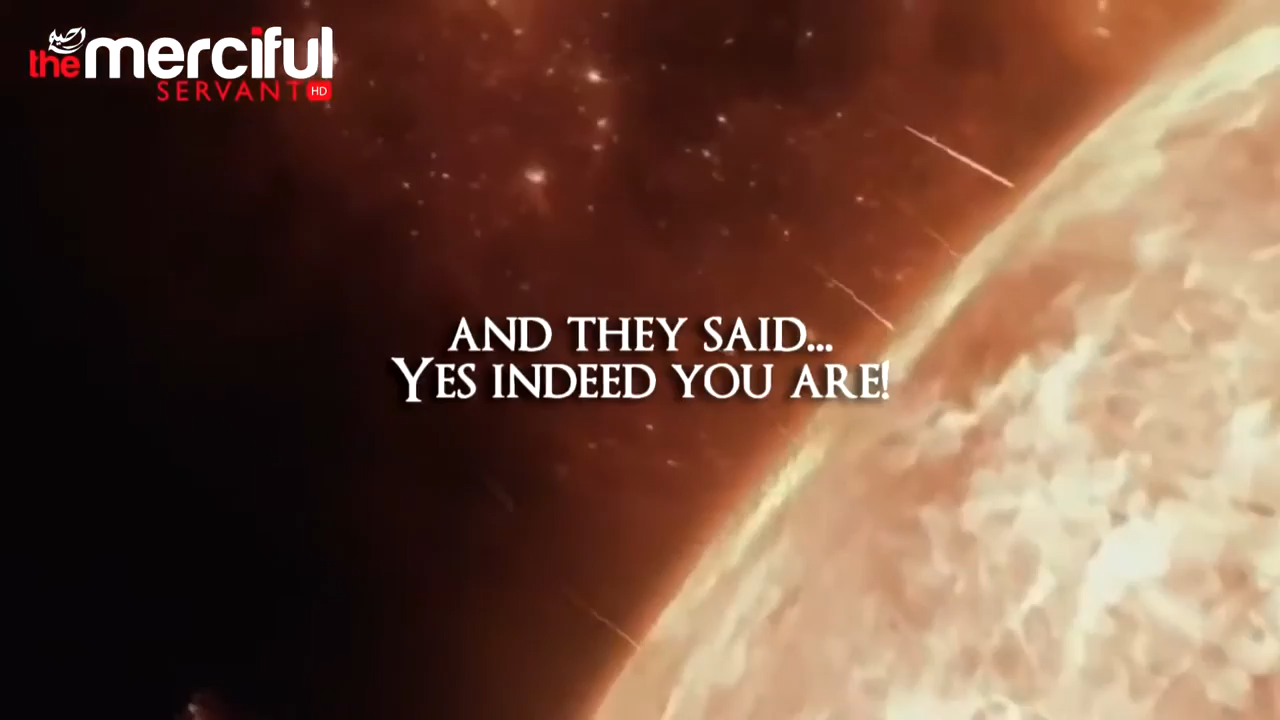 the merciful
SERVANT HD
AND THEY SAID...
YES INDEED YOU ARE!